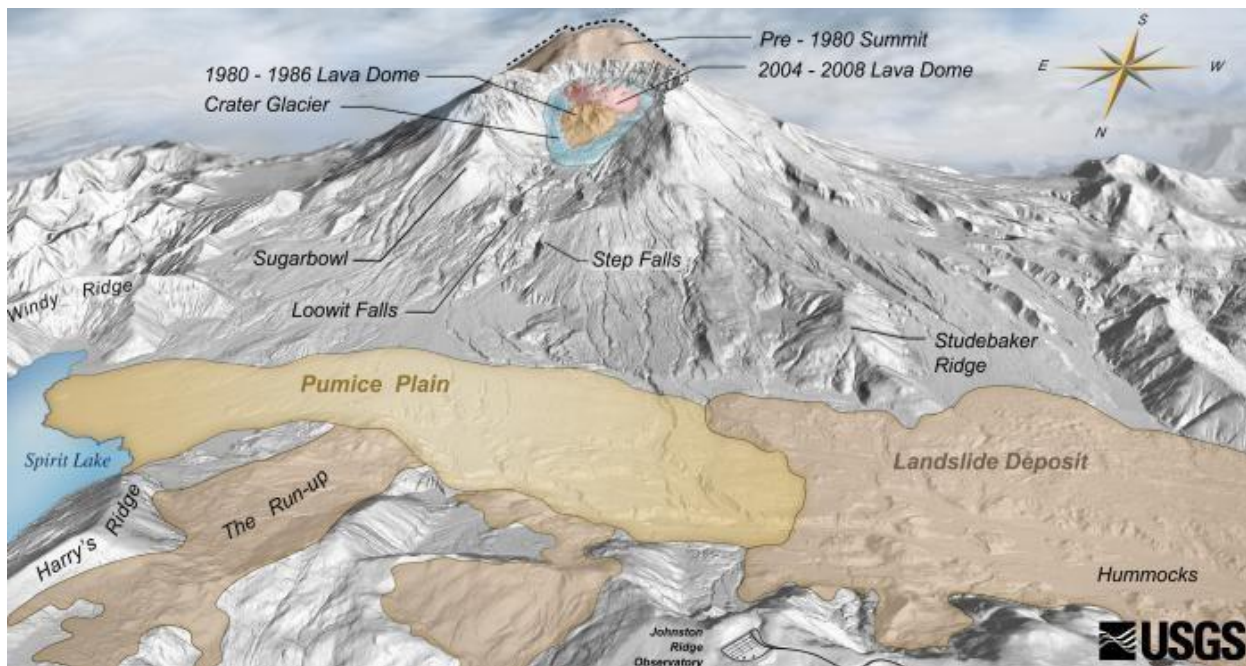 S
Pre - 1980 Summit
1980 - 1986 Lava Dome
2004 - 2008 Lava Dome
E
W
Crater Glacier
N
Sugarbowl
Step Falls
Windy Ridge
Loowit Falls
Studebaker
Ridge
Pumice Plain
Spirit Lake
Landslide Deposit
The Run-up
Harry's Ridge
Hummocks
Johnston
Ridge
Observatory
USGS